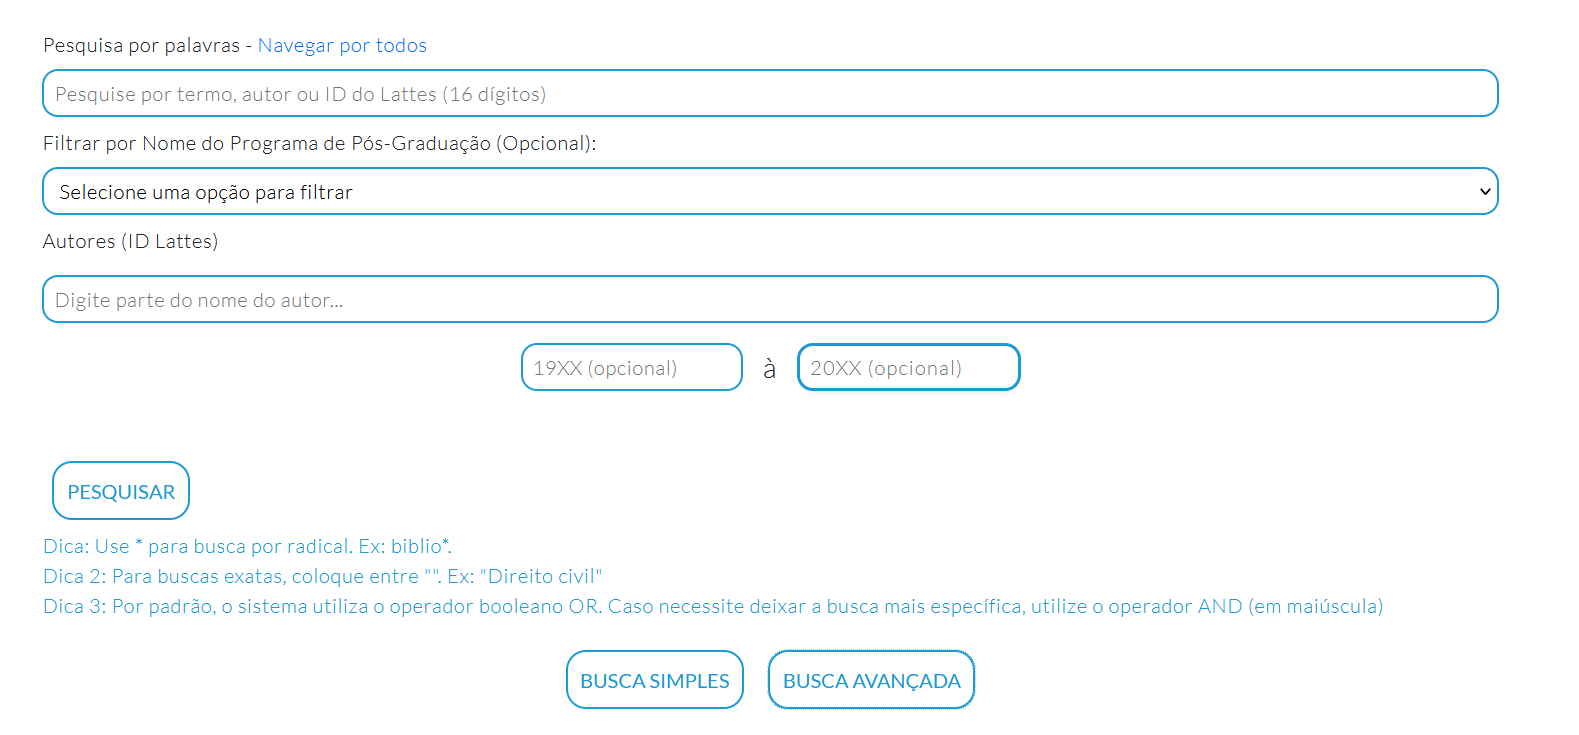 Pesquisa por palavras - Navegar por todos
Pesquise por termo, autor ou ID do Lattes (16 dígitos)
Filtrar por Nome do Programa de Pós-Graduação (Opcional):
Selecione uma opção para filtrar
Autores (ID Lattes)
Digite parte do nome do autor...
19XX (opcional) à 20XX (opcional)
PESQUISAR
Dica: Use * para busca por radical. Ex: biblio*.
Dica 2: Para buscas exatas, coloque entre "". Ex: "Direito civil"
Dica 3: Por padrão, o sistema utiliza o operador booleano OR. Caso necessite deixar a busca mais específica, utilize o operador AND (em maiúscula)
BUSCA SIMPLES BUSCA AVANÇADA